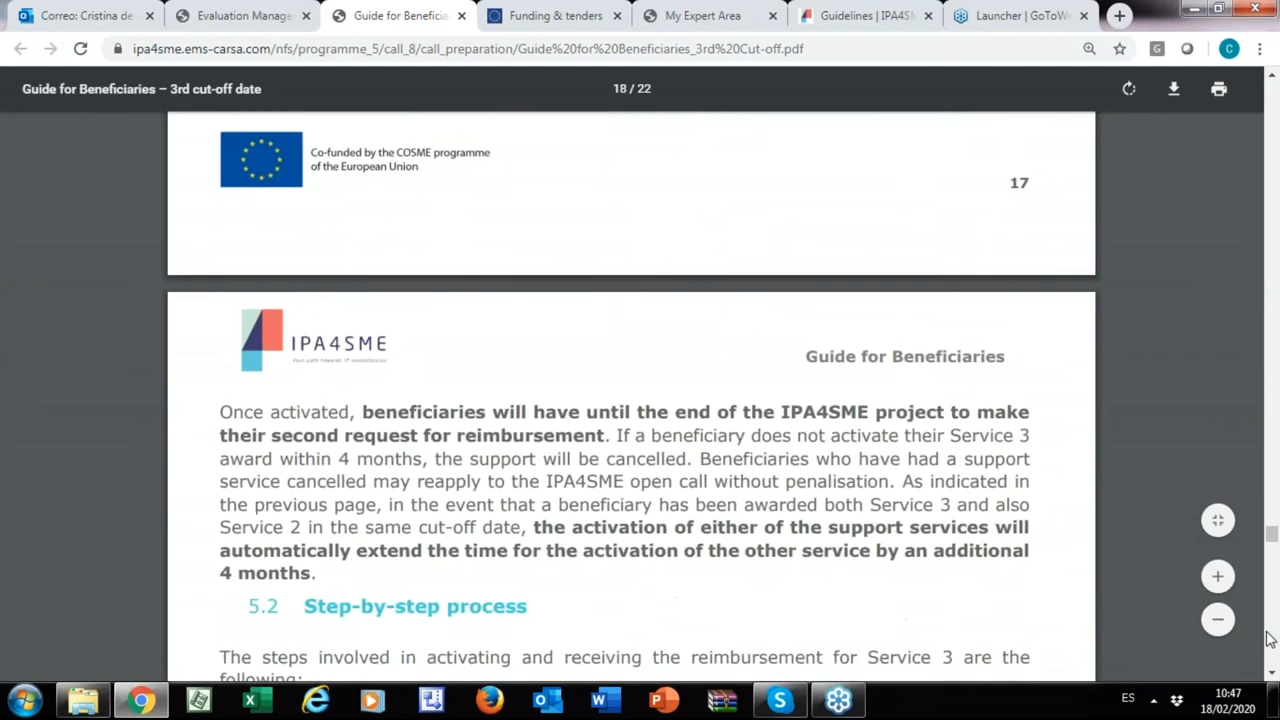 Correo: Cristina de
Evaluation Manage
Guide for Beneficia
Funding & tenders
My Expert Area
Guidelines | IPA4SM
Launcher | GoToWe
ipa4sme.ems-carsa.com/nfs/programme_5/call_8/call_preparation/Guide%20for%20Beneficiaries_3rd%20Cut-off.pdf
G
C
Guide for Beneficiaries – 3rd cut-off date
18 / 22
Co-funded by the COSME programme
of the European Union
17
IPA4SME
Your path towards IP monetisation
Guide for Beneficiaries
Once activated, beneficiaries will have until the end of the IPA4SME project to make
their second request for reimbursement. If a beneficiary does not activate their Service 3
award within 4 months, the support will be cancelled. Beneficiaries who have had a support
service cancelled may reapply to the IPA4SME open call without penalisation. As indicated in
the previous page, in the event that a beneficiary has been awarded both Service 3 and also
Service 2 in the same cut-off date, the activation of either of the support services will
automatically extend the time for the activation of the other service by an additional
4 months.
5.2 Step-by-step process
The steps involved in activating and receiving the reimbursement for Service 3 are the
following:
ES
10:47
18/02/2020